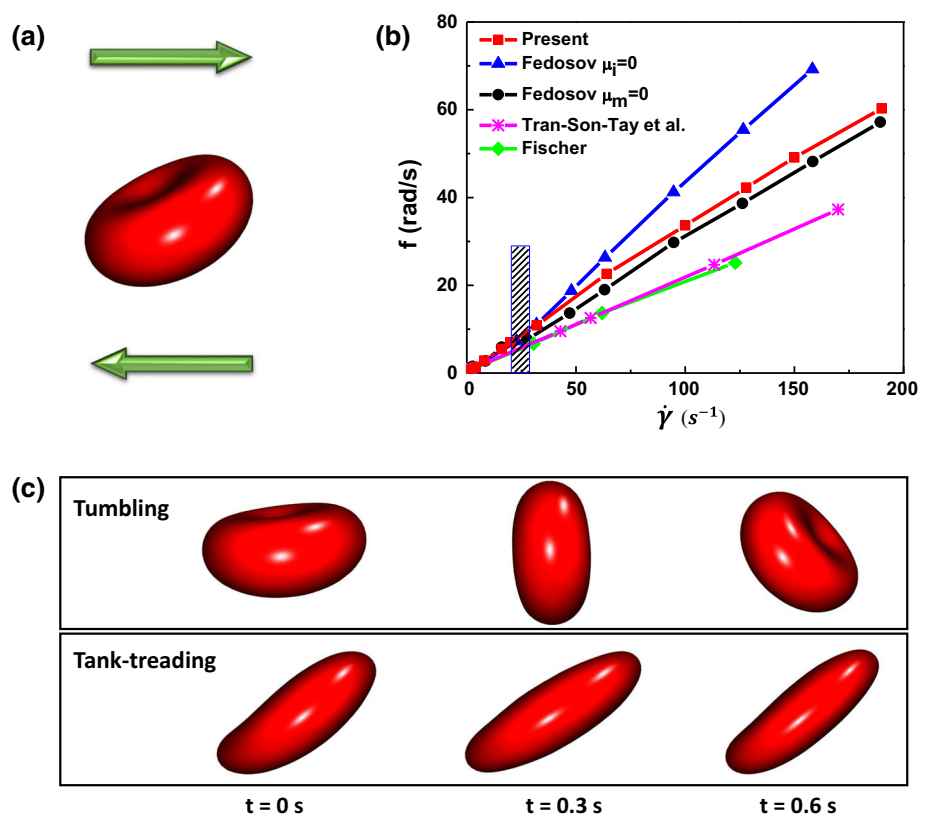 (a)
(b)
80
60
40
20
0
f (rad/s)
Present
Fedosov μi=0
Fedosov μm=0
Tran-Son-Tay et al.
Fischer
0 50 100 150 200
γ̇ (s⁻¹)
(c)
Tumbling
Tank-treading
t = 0 s t = 0.3 s t = 0.6 s